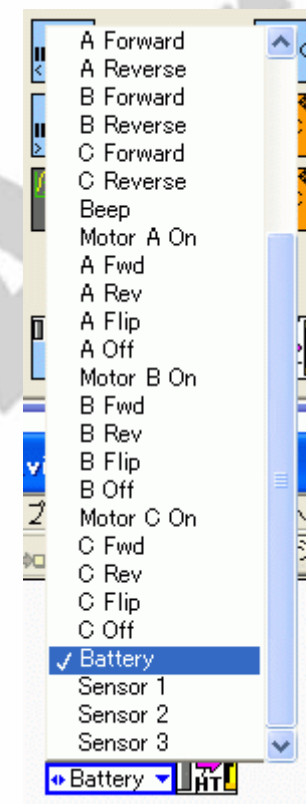 A Forward
A Reverse
B Forward
B Reverse
C Forward
C Reverse
Beep
Motor A On
A Fwd
A Rev
A Flip
A Off
Motor B On
B Fwd
B Rev
B Flip
B Off
Motor C On
C Fwd
C Rev
C Flip
C Off
Battery
Sensor 1
Sensor 2
Sensor 3
Battery HT